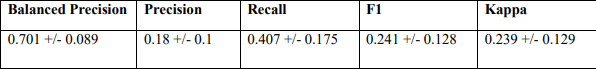 Balanced Precision Precision Recall F1 Kappa
0.701 +/- 0.089 0.18 +/- 0.1 0.407 +/- 0.175 0.241 +/- 0.128 0.239 +/- 0.129